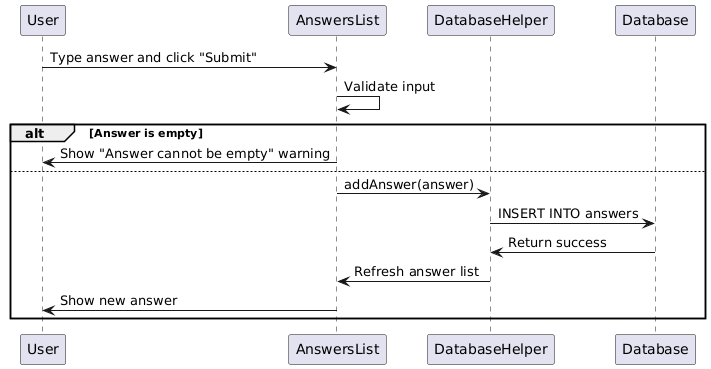 User AnswersList DatabaseHelper Database
Type answer and click "Submit"
Validate input
alt [Answer is empty]
Show "Answer cannot be empty" warning
addAnswer(answer)
INSERT INTO answers
Return success
Refresh answer list
Show new answer
User AnswersList DatabaseHelper Database